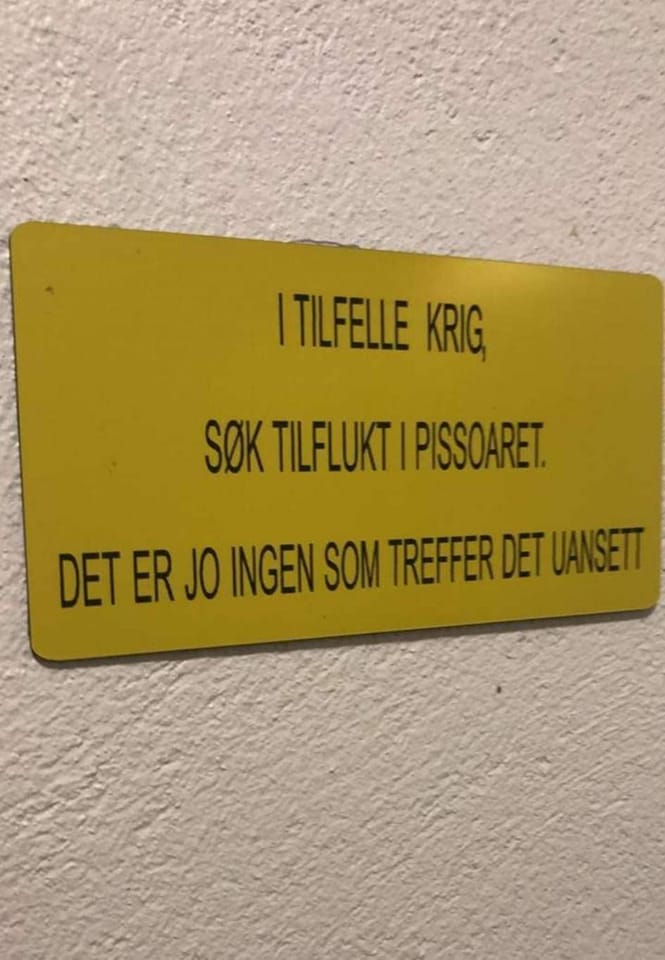 I TILFELLE KRIG,
SØK TILFLUKT I PISSOARET.
DET ER JO INGEN SOM TREFFER DET UANSETT